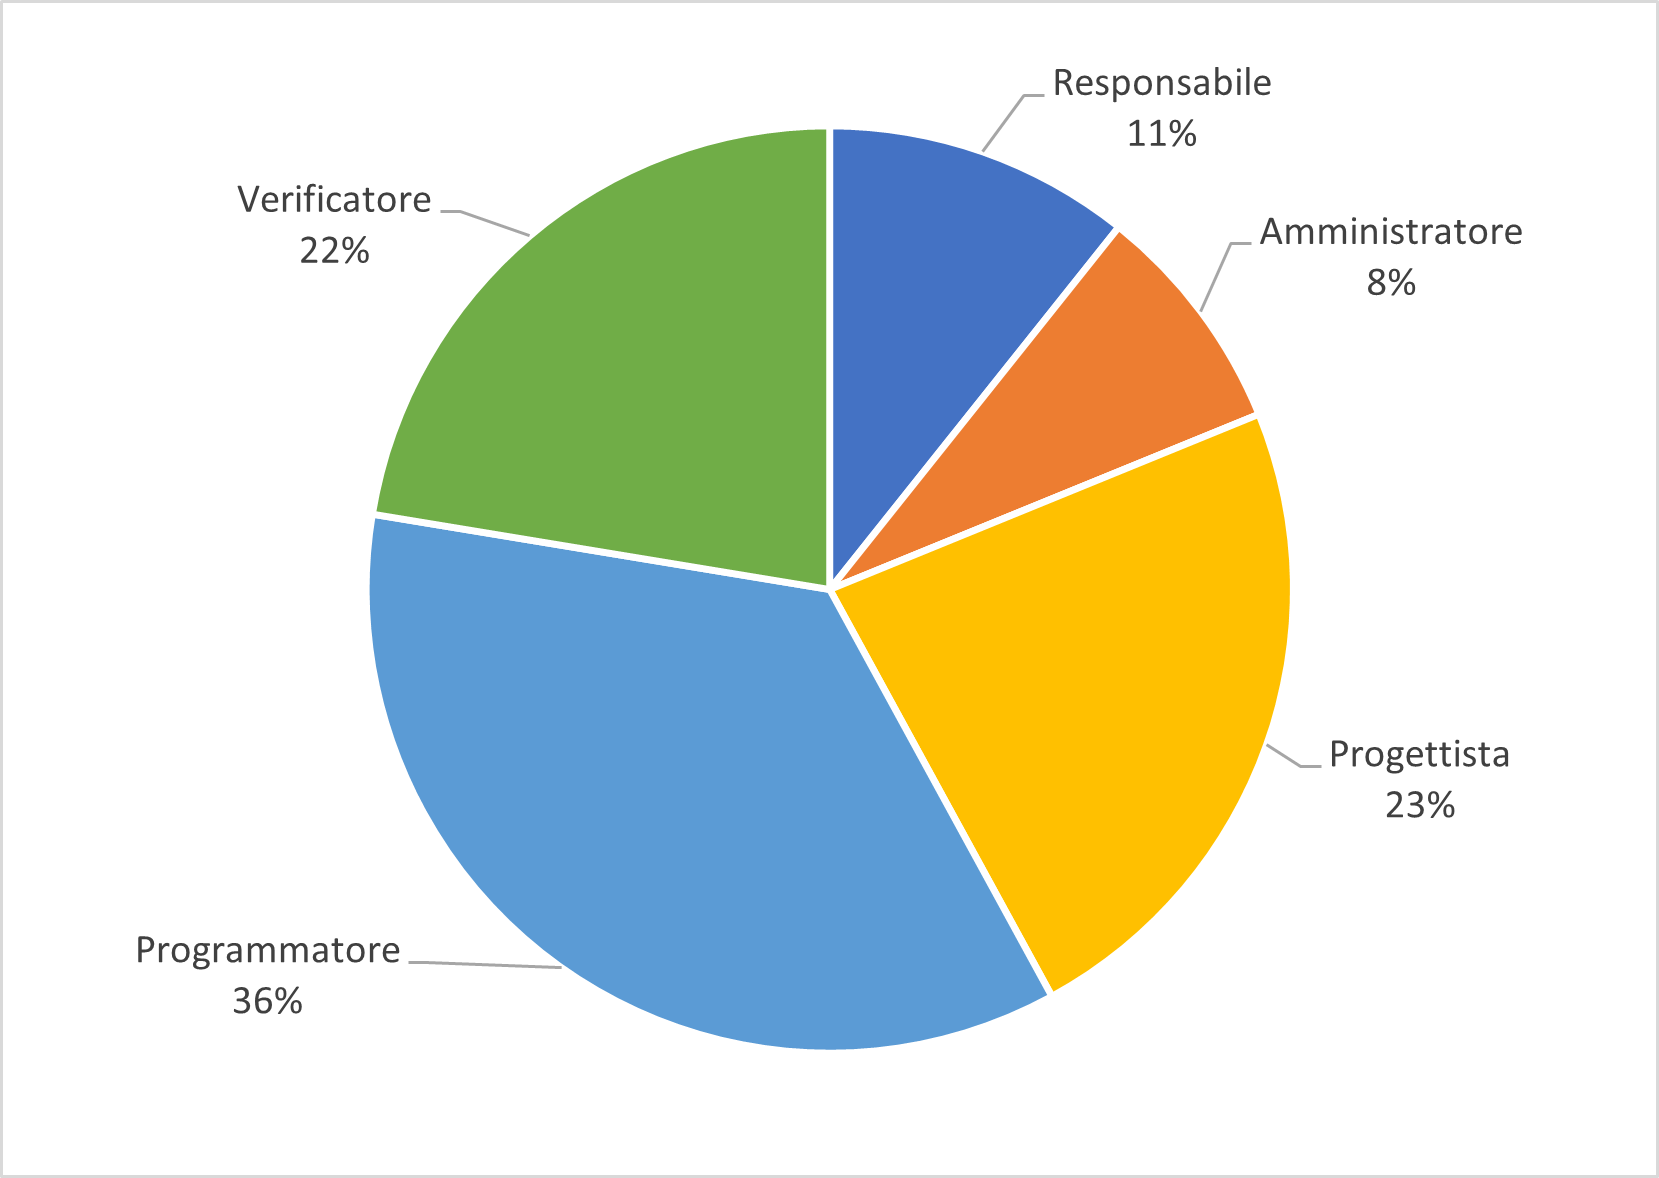 Responsabile
11%
Amministratore
8%
Progettista
23%
Programmatore
36%
Verificatore
22%